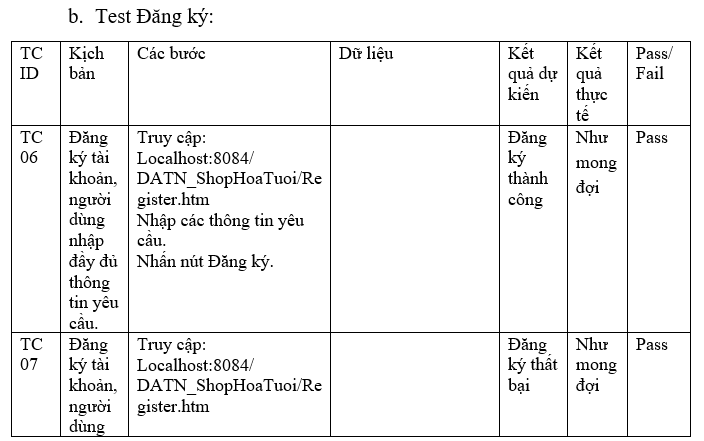 b. Test Đăng ký:
TC ID
Kịch bản
Các bước
Dữ liệu
Kết quả dự kiến
Kết quả thực tế
Pass/ Fail
TC 06
Đăng ký tài khoản, người dùng nhập đầy đủ thông tin yêu cầu.
Truy cập:
Localhost:8084/
DATN_ShopHoaTuoi/Re
gister.htm
Nhập các thông tin yêu
cầu.
Nhấn nút Đăng ký.
Đăng ký thành công
Như mong đợi
Pass
TC 07
Đăng ký tài khoản, người dùng
Truy cập:
Localhost:8084/
DATN_ShopHoaTuoi/Re
gister.htm
Đăng ký thất bại
Như mong đợi
Pass